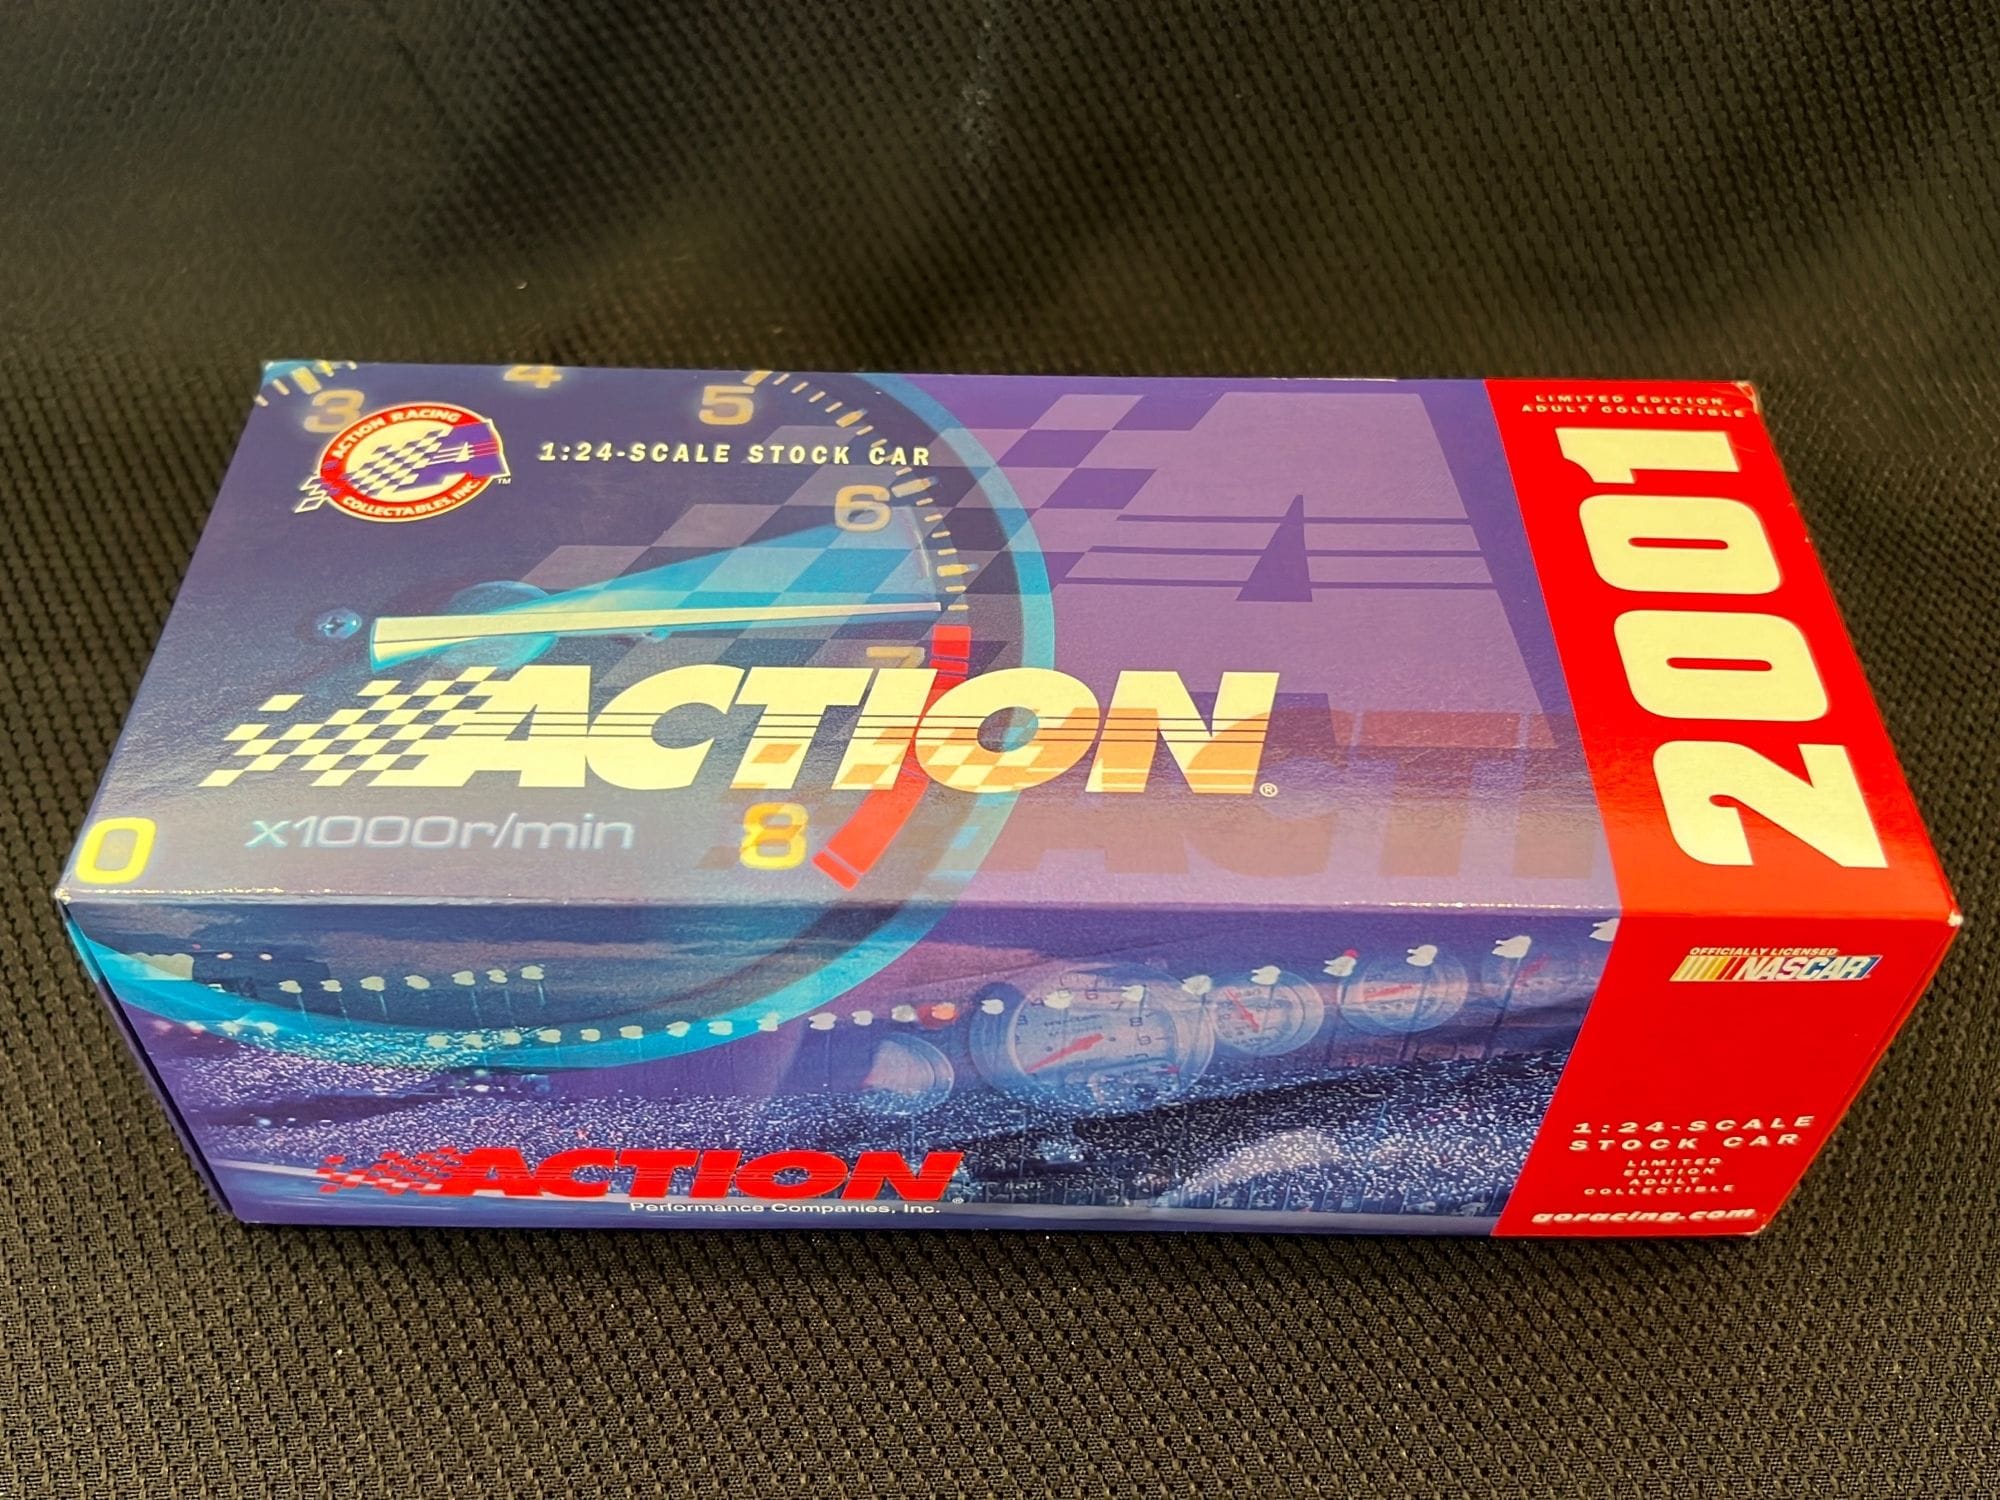 3
4
5
ACTION RACING
COLLECTABLES, INC.
TM
1:24-SCALE STOCK CAR
6
7
ACTION®
0
x1000r/min
8
ACTI
LIMITED EDITION
ADULT COLLECTIBLE
2001
OFFICIALLY LICENSED
NASCAR
ACTION®
Performance Companies, Inc.
1:24-SCALE
STOCK CAR
LIMITED
EDITION
ADULT
COLLECTIBLE
goracing.com